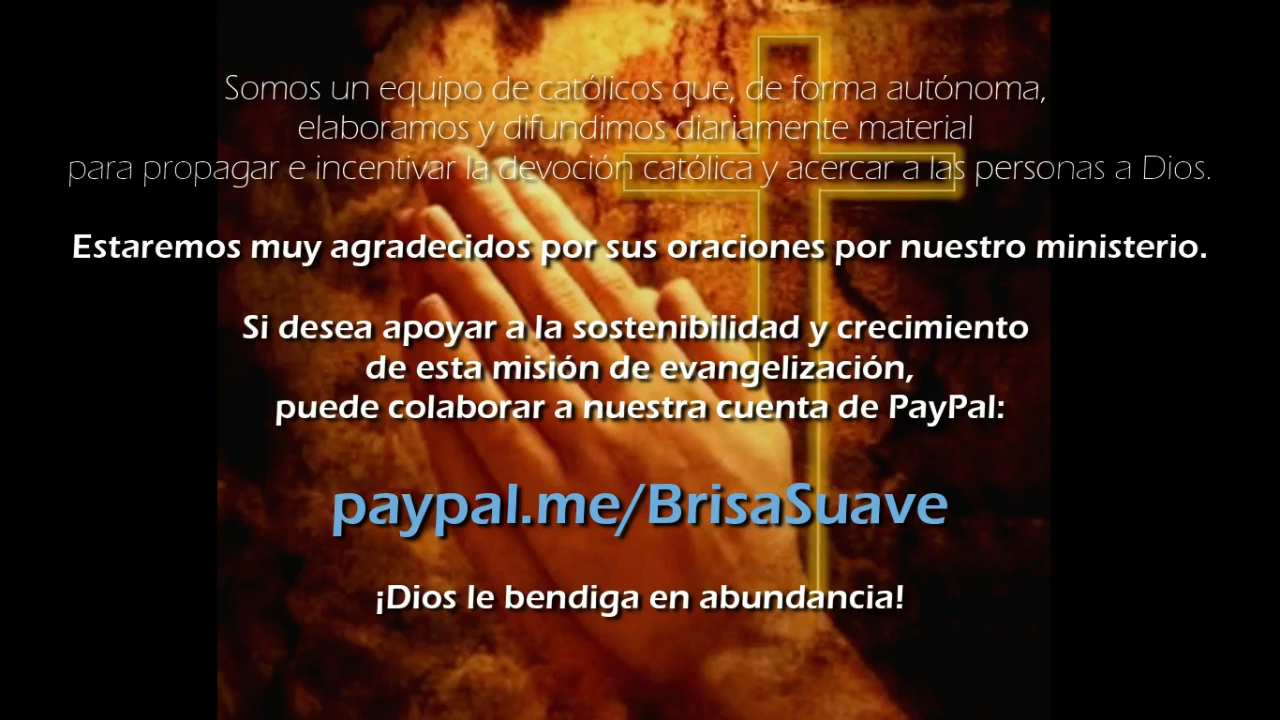 Somos un equipo de católicos que, de forma autónoma,
elaboramos y difundimos diariamente material
para propagar e incentivar la devoción católica y acercar a las personas a Dios.
Estaremos muy agradecidos por sus oraciones por nuestro ministerio.
Si desea apoyar a la sostenibilidad y crecimiento
de esta misión de evangelización,
puede colaborar a nuestra cuenta de PayPal:
paypal.me/BrisaSuave
¡Dios le bendiga en abundancia!